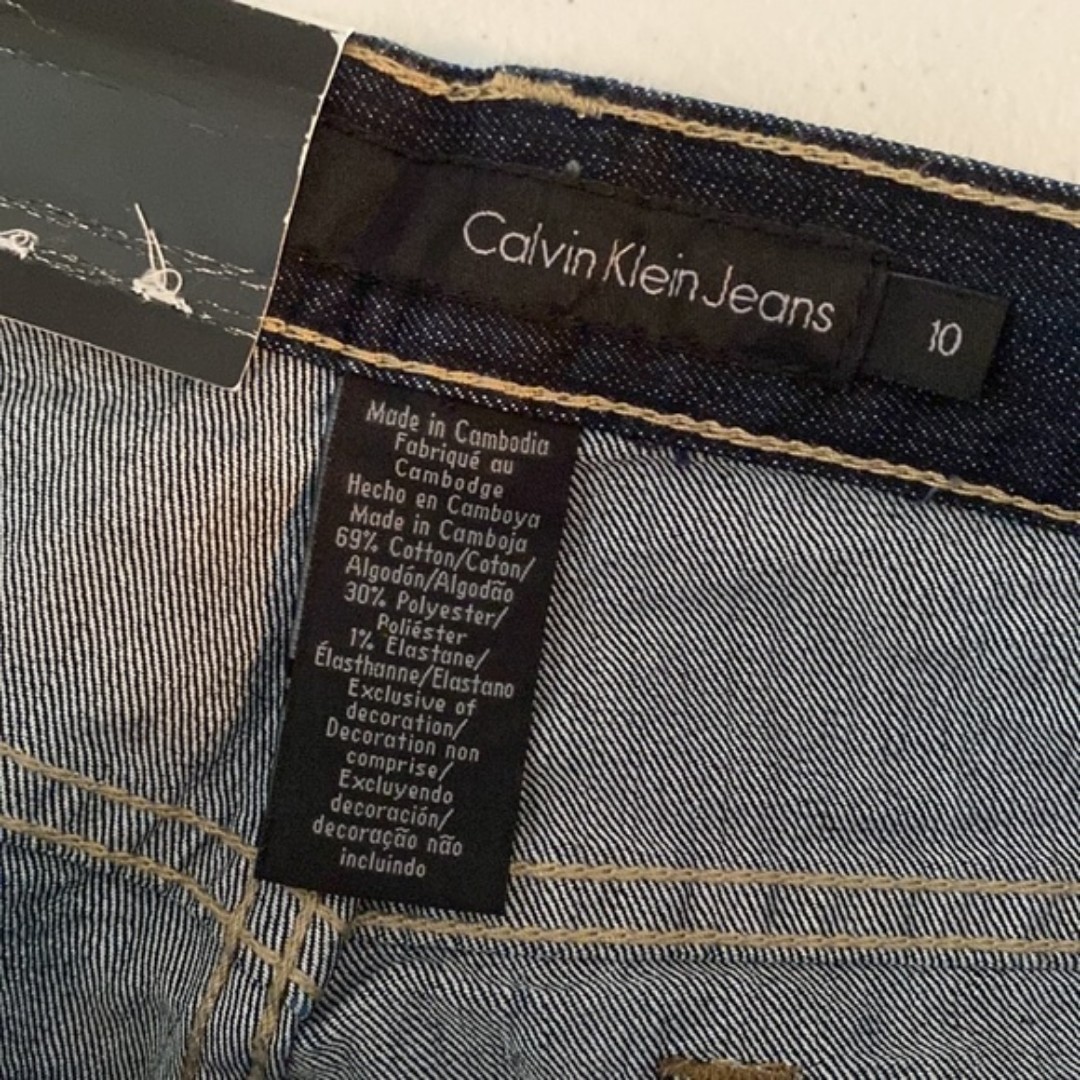 Calvin Klein Jeans
10
Made in Cambodia
Fabriqué au
Cambodge
Hecho en Camboya
Made in Camboja
69% Cotton/Coton/
Algodón/Algodão
30% Polyester/
Poliéster
1% Elastane/
Élasthanne/Elastano
Exclusive of
decoration/
Decoration non
comprise/
Excluyendo
decoración/
decoração não
incluindo